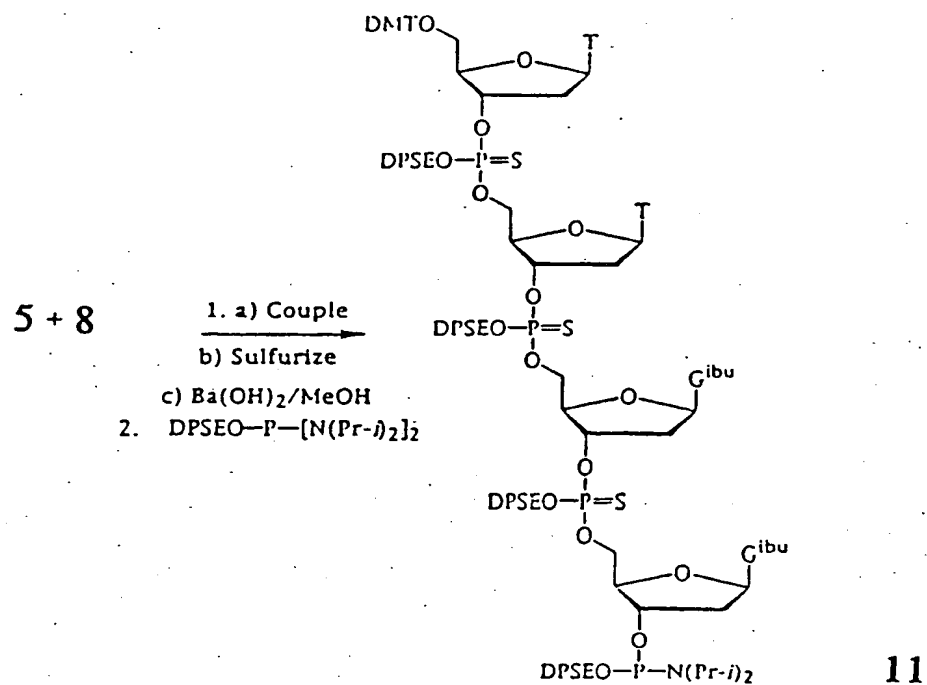 DMTO
O
T
O
DPSEO—P=S
O
O
T
O
5 + 8
1. a) Couple
b) Sulfurize
c) Ba(OH)2/MeOH
2. DPSEO—P—[N(Pr-i)2]2
DPSEO—P=S
O
O
Gibu
O
DPSEO—P=S
O
O
Gibu
O
DPSEO—P—N(Pr-i)2
11